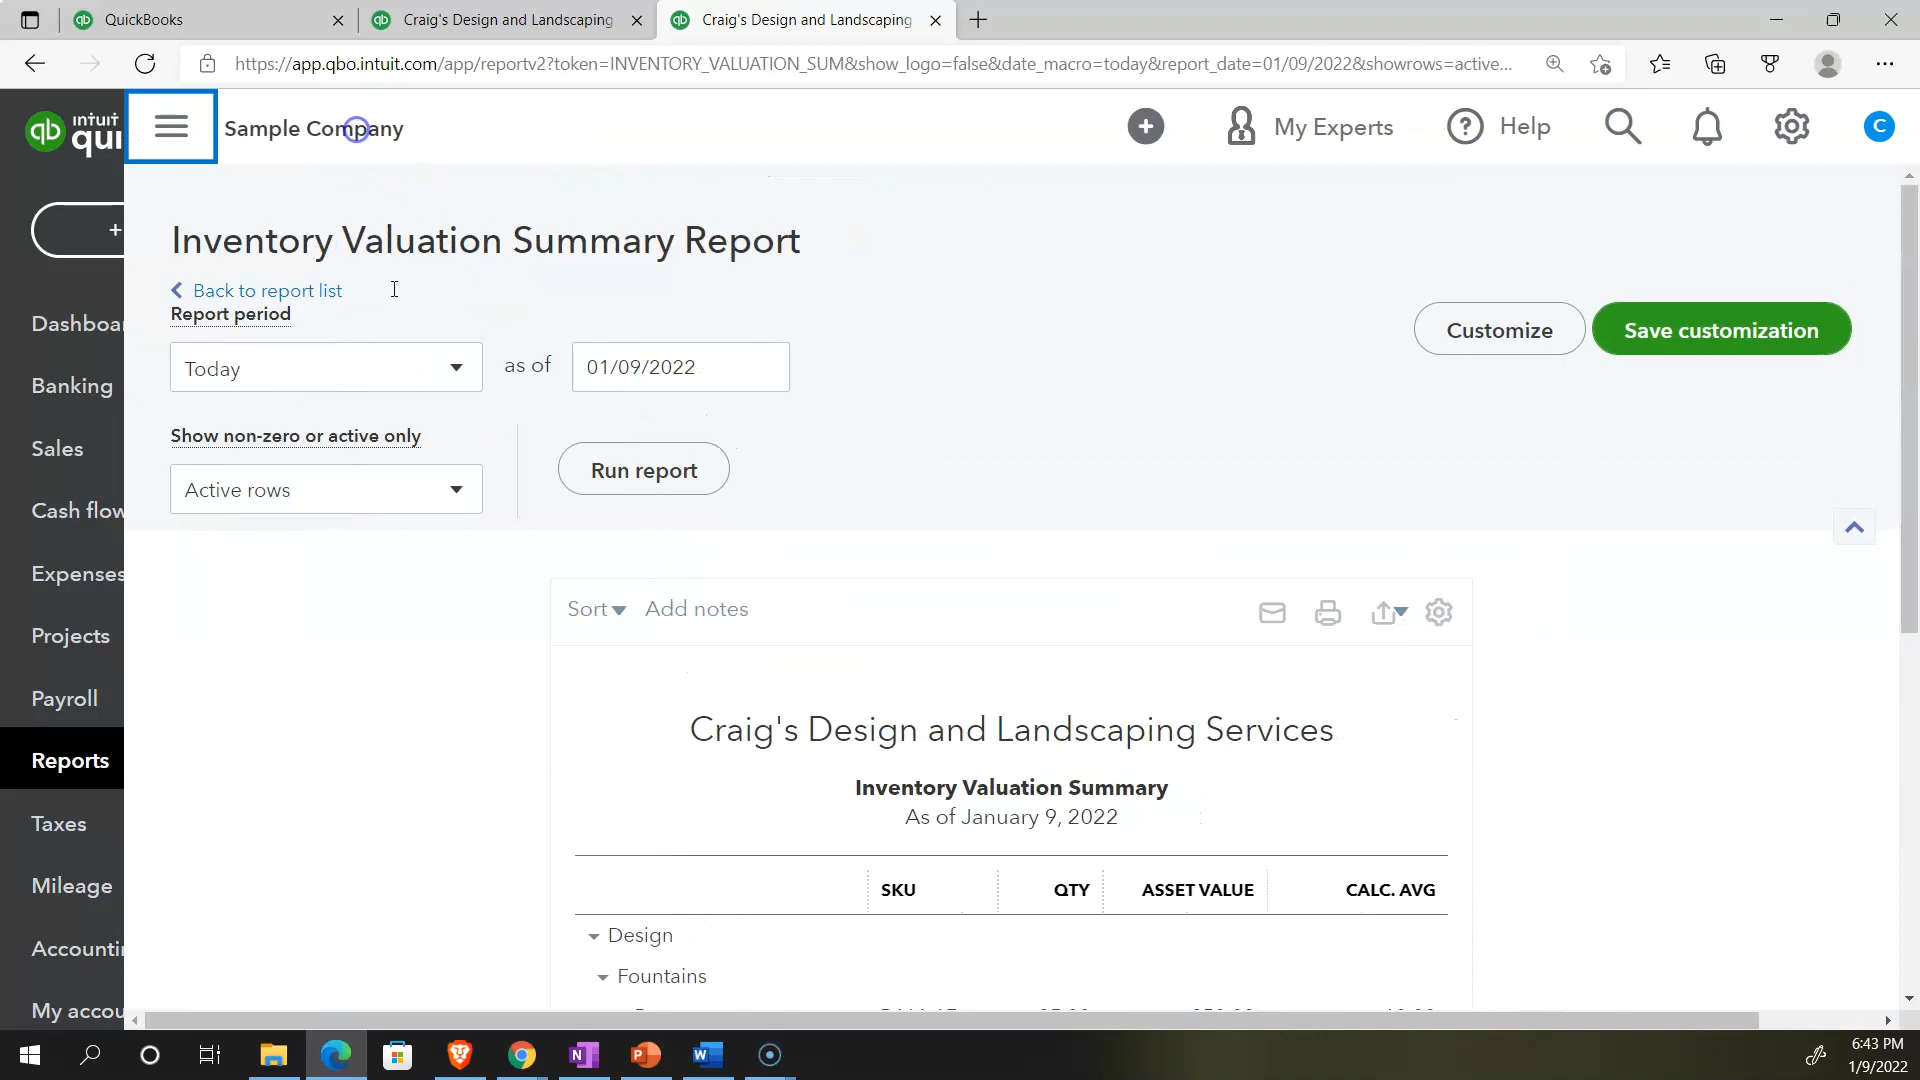 QuickBooks
Craig's Design and Landscaping
Craig's Design and Landscaping
https://app.qbo.intuit.com/app/reportv2?token=INVENTORY_VALUATION_SUM&show_logo=false&date_macro=today&report_date=01/09/2022&showrows=active...
qb intuit qui
Sample Company
My Experts
Help
C
+
Dashboar
Banking
Sales
Cash flow
Expenses
Projects
Payroll
Reports
Taxes
Mileage
Accounti
My accou
Inventory Valuation Summary Report
Back to report list
Report period
Today
as of
01/09/2022
Customize
Save customization
Show non-zero or active only
Active rows
Run report
Sort
Add notes
Craig's Design and Landscaping Services
Inventory Valuation Summary
As of January 9, 2022
SKU QTY ASSET VALUE CALC. AVG
Design
Fountains
6:43 PM
1/9/2022